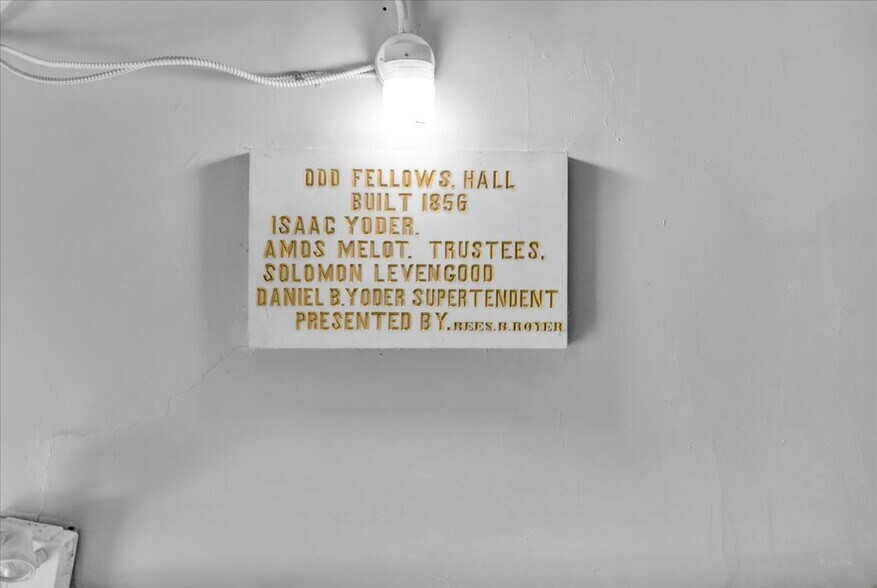 ODD FELLOWS. HALL
BUILT 1856
ISAAC YODER.
AMOS MELOT. TRUSTEES.
SOLOMON LEVENGOOD
DANIEL B. YODER SUPERTENDENT
PRESENTED BY. REES. B. ROYER.